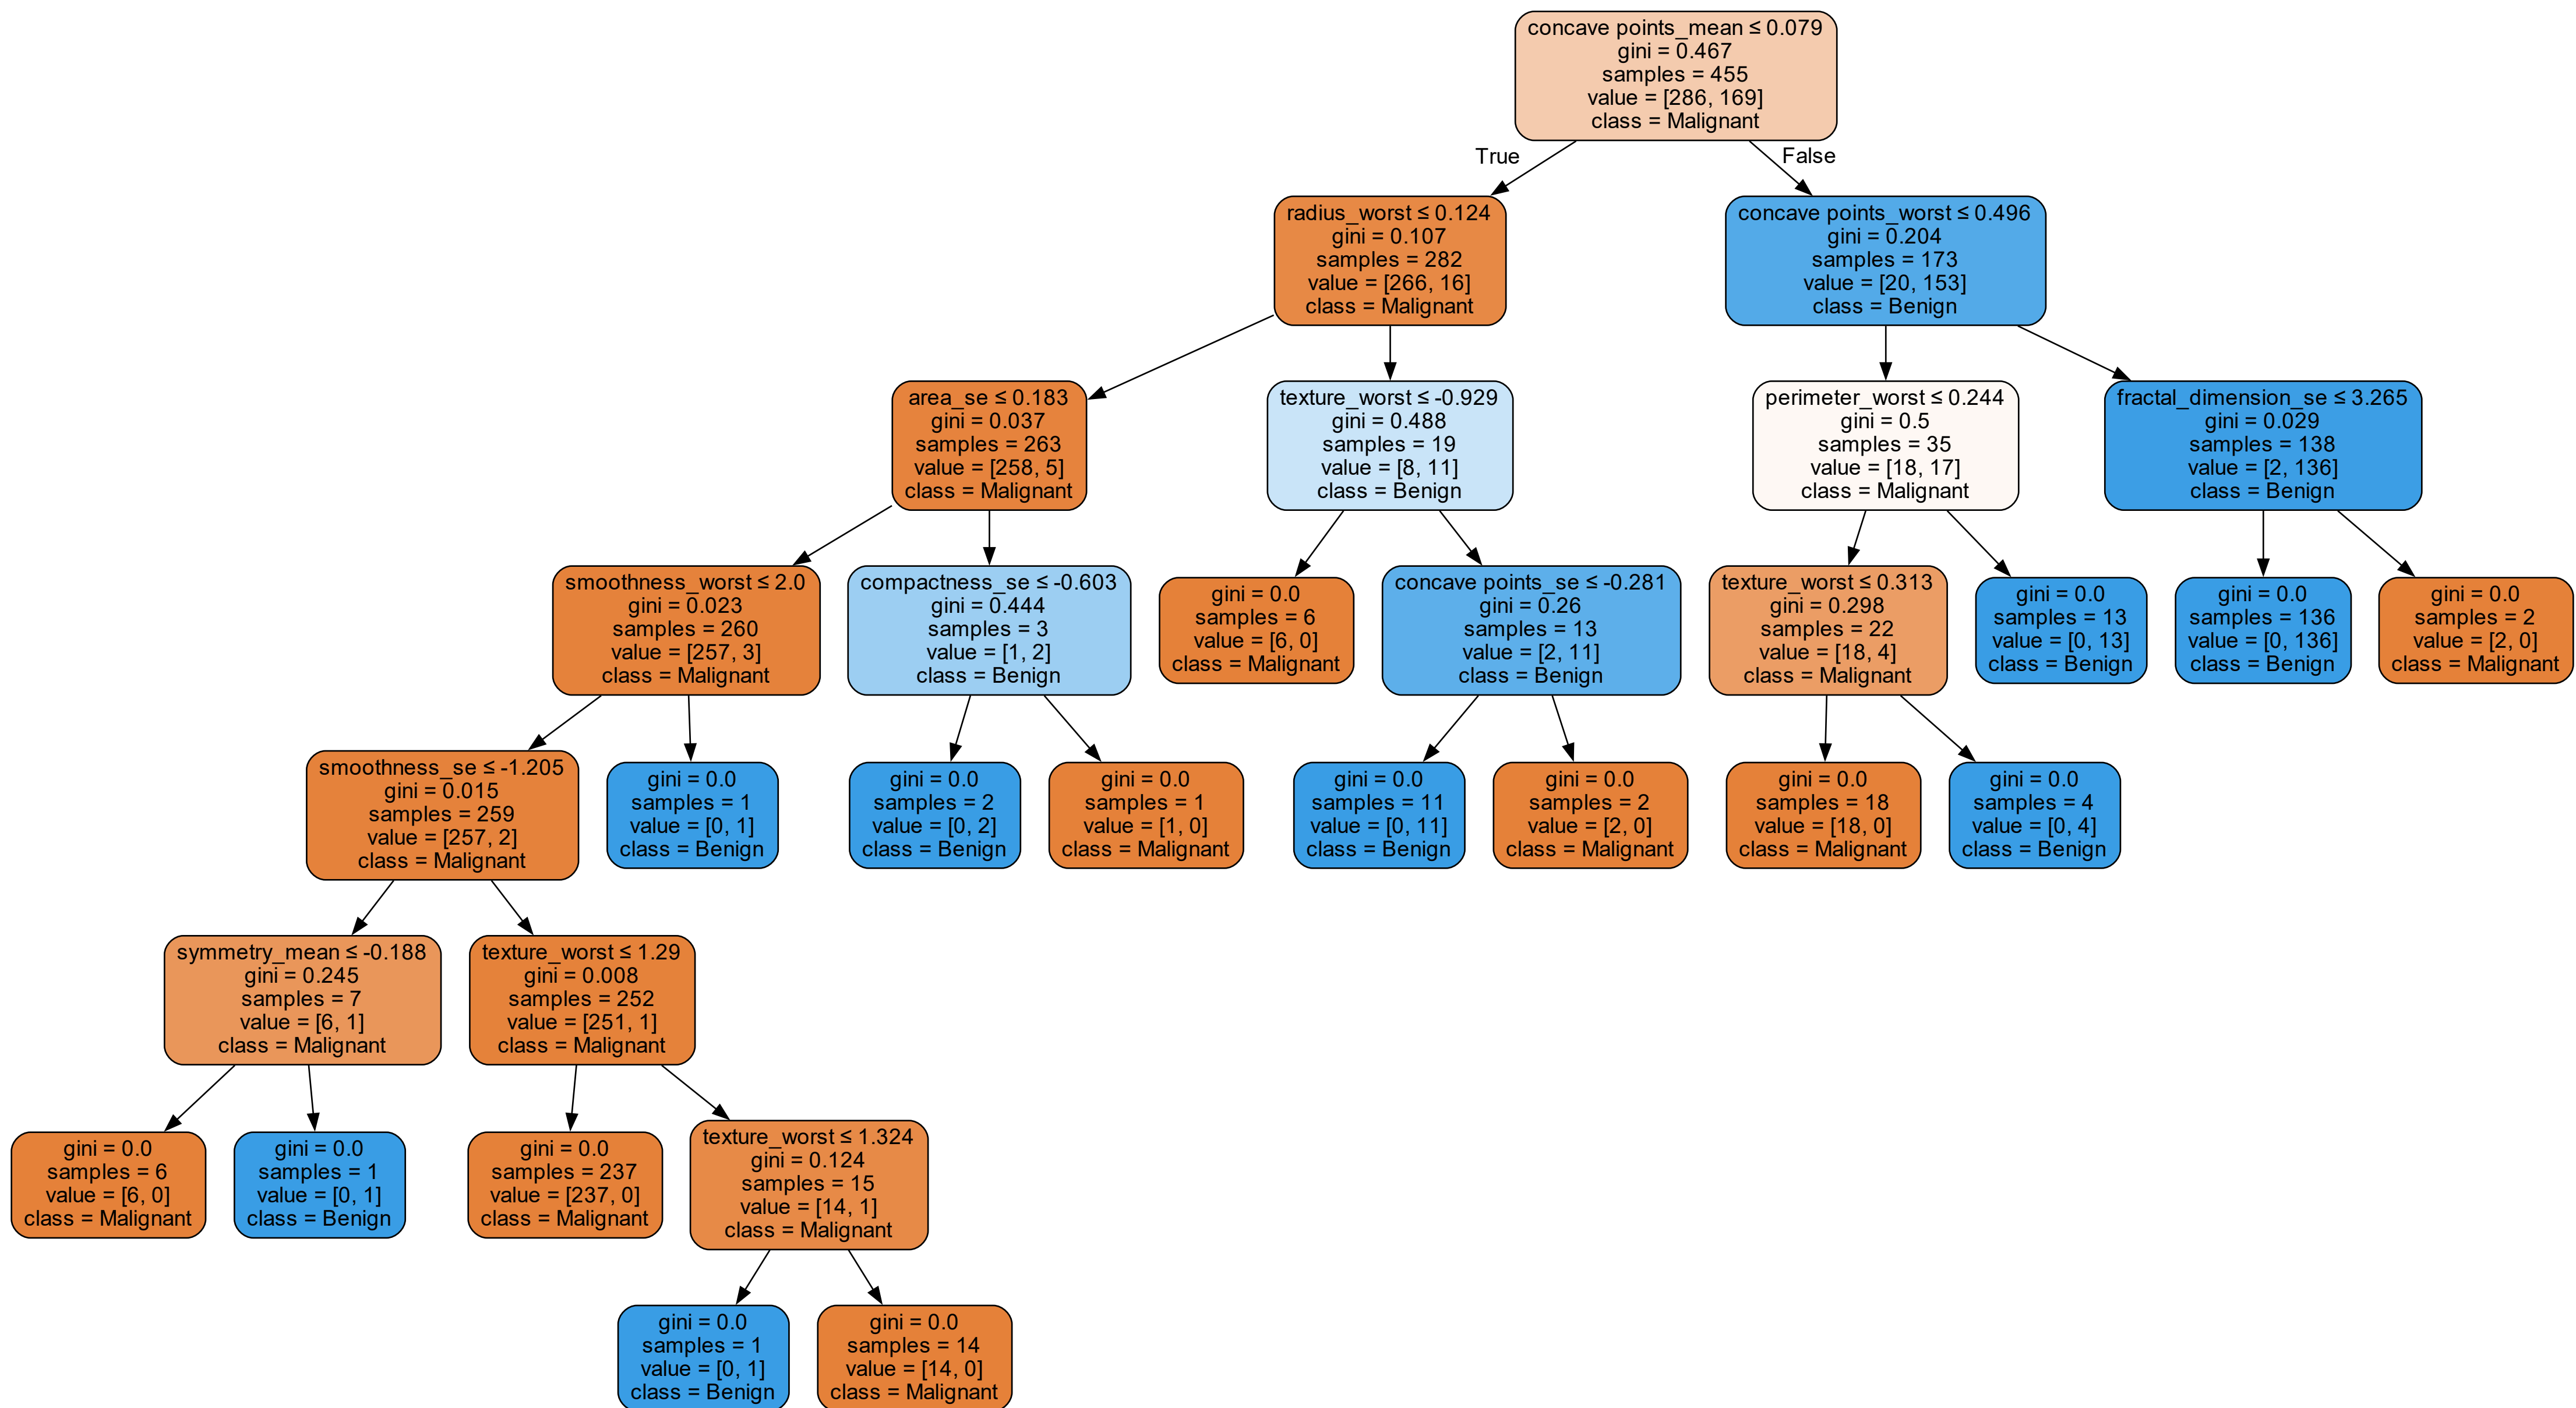 concave points_mean ≤ 0.079
gini = 0.467
samples = 455
value = [286, 169]
class = Malignant
True
False
radius_worst ≤ 0.124
gini = 0.107
samples = 282
value = [266, 16]
class = Malignant
concave points_worst ≤ 0.496
gini = 0.204
samples = 173
value = [20, 153]
class = Benign
area_se ≤ 0.183
gini = 0.037
samples = 263
value = [258, 5]
class = Malignant
texture_worst ≤ -0.929
gini = 0.488
samples = 19
value = [8, 11]
class = Benign
perimeter_worst ≤ 0.244
gini = 0.5
samples = 35
value = [18, 17]
class = Malignant
fractal_dimension_se ≤ 3.265
gini = 0.029
samples = 138
value = [2, 136]
class = Benign
smoothness_worst ≤ 2.0
gini = 0.023
samples = 260
value = [257, 3]
class = Malignant
compactness_se ≤ -0.603
gini = 0.444
samples = 3
value = [1, 2]
class = Benign
gini = 0.0
samples = 6
value = [6, 0]
class = Malignant
concave points_se ≤ -0.281
gini = 0.26
samples = 13
value = [2, 11]
class = Benign
texture_worst ≤ 0.313
gini = 0.298
samples = 22
value = [18, 4]
class = Malignant
gini = 0.0
samples = 13
value = [0, 13]
class = Benign
gini = 0.0
samples = 136
value = [0, 136]
class = Benign
gini = 0.0
samples = 2
value = [2, 0]
class = Malignant
smoothness_se ≤ -1.205
gini = 0.015
samples = 259
value = [257, 2]
class = Malignant
gini = 0.0
samples = 1
value = [0, 1]
class = Benign
gini = 0.0
samples = 2
value = [0, 2]
class = Benign
gini = 0.0
samples = 1
value = [1, 0]
class = Malignant
gini = 0.0
samples = 11
value = [0, 11]
class = Benign
gini = 0.0
samples = 2
value = [2, 0]
class = Malignant
gini = 0.0
samples = 18
value = [18, 0]
class = Malignant
gini = 0.0
samples = 4
value = [0, 4]
class = Benign
symmetry_mean ≤ -0.188
gini = 0.245
samples = 7
value = [6, 1]
class = Malignant
texture_worst ≤ 1.29
gini = 0.008
samples = 252
value = [251, 1]
class = Malignant
gini = 0.0
samples = 6
value = [6, 0]
class = Malignant
gini = 0.0
samples = 1
value = [0, 1]
class = Benign
gini = 0.0
samples = 237
value = [237, 0]
class = Malignant
texture_worst ≤ 1.324
gini = 0.124
samples = 15
value = [14, 1]
class = Malignant
gini = 0.0
samples = 1
value = [0, 1]
class = Benign
gini = 0.0
samples = 14
value = [14, 0]
class = Malignant